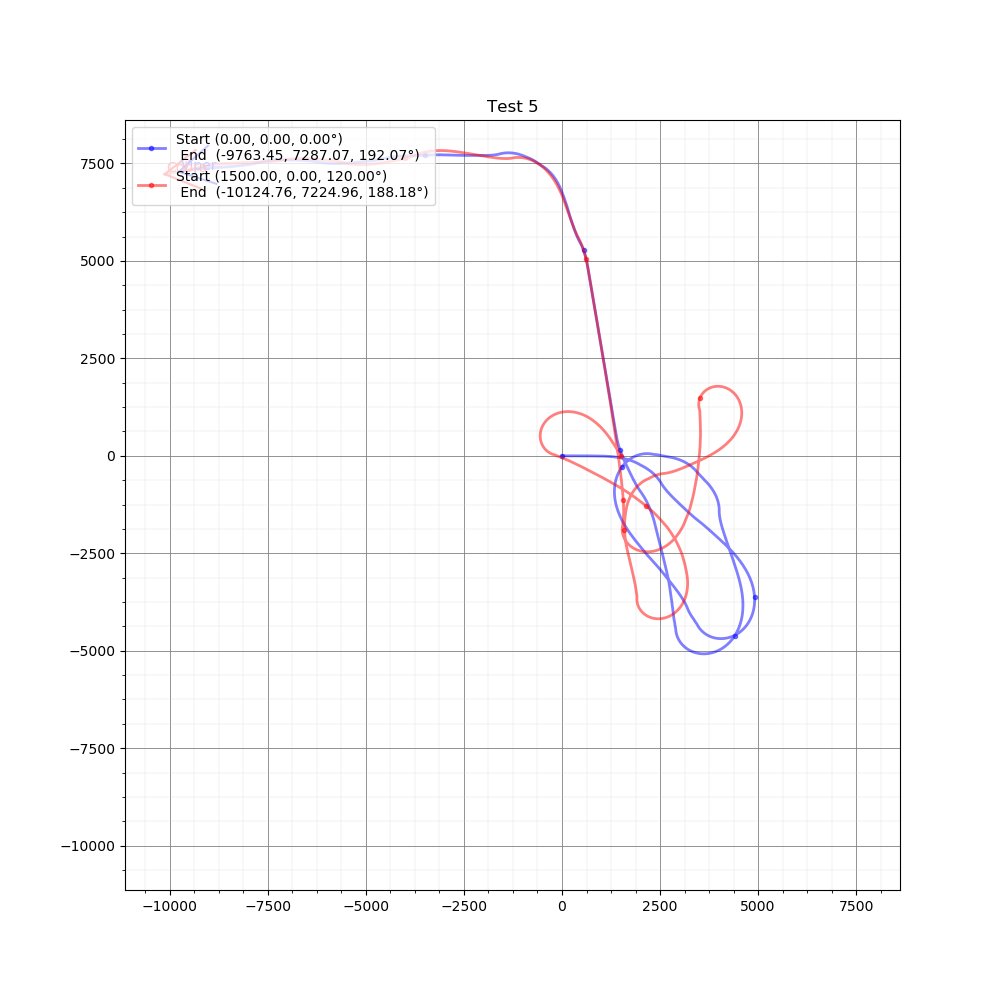 Test 5
Start (0.00, 0.00, 0.00°)
End (-9763.45, 7287.07, 192.07°)
Start (1500.00, 0.00, 120.00°)
End (-10124.76, 7224.96, 188.18°)
7500
5000
2500
0
−2500
−5000
−7500
−10000
−10000 −7500 −5000 −2500 0 2500 5000 7500